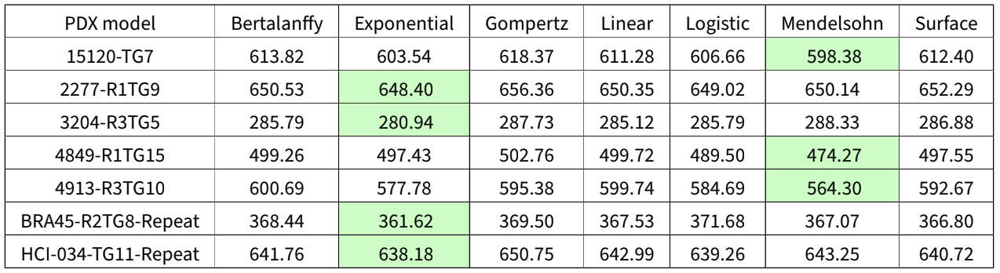 PDX model Bertalanffy Exponential Gompertz Linear Logistic Mendelsohn Surface
15120-TG7 613.82 603.54 618.37 611.28 606.66 598.38 612.40
2277-R1TG9 650.53 648.40 656.36 650.35 649.02 650.14 652.29
3204-R3TG5 285.79 280.94 287.73 285.12 285.79 288.33 286.88
4849-R1TG15 499.26 497.43 502.76 499.72 489.50 474.27 497.55
4913-R3TG10 600.69 577.78 595.38 599.74 584.69 564.30 592.67
BRA45-R2TG8-Repeat 368.44 361.62 369.50 367.53 371.68 367.07 366.80
HCI-034-TG11-Repeat 641.76 638.18 650.75 642.99 639.26 643.25 640.72